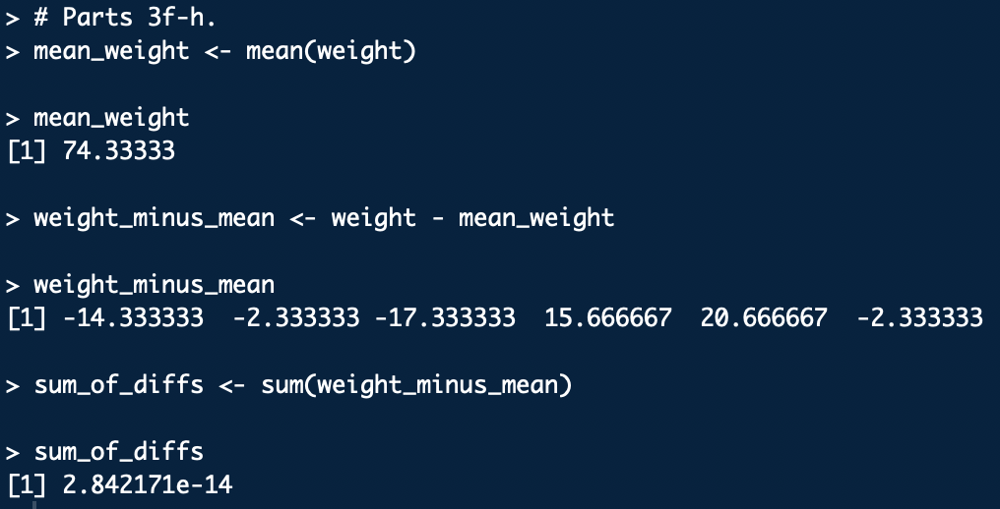 > # Parts 3f-h.
> mean_weight <- mean(weight)
> mean_weight
[1] 74.33333
> weight_minus_mean <- weight - mean_weight
> weight_minus_mean
[1] -14.333333  -2.333333 -17.333333  15.666667  20.666667  -2.333333
> sum_of_diffs <- sum(weight_minus_mean)
> sum_of_diffs
[1] 2.842171e-14